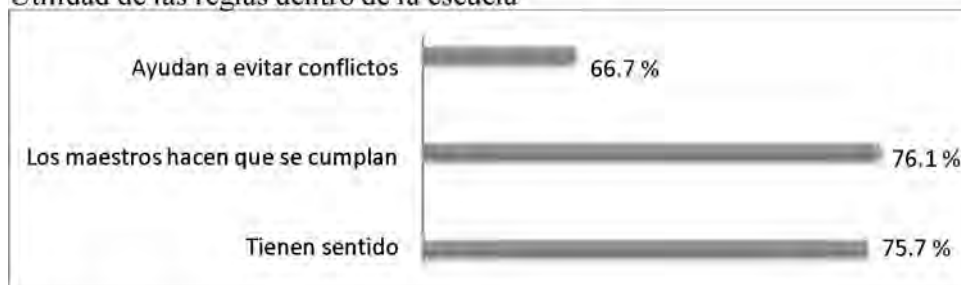 Utilidad de las reglas dentro de la escuela
Ayudan a evitar conflictos 66.7 %
Los maestros hacen que se cumplan 76.1 %
Tienen sentido 75.7 %